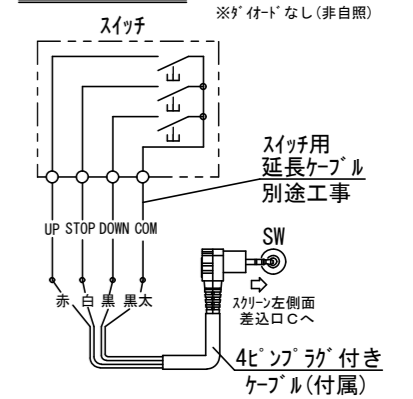 ※ダイオードなし(非自照)
スイッチ
スイッチ用
延長ケーブル
別途工事
UP STOP DOWN COM
SW
赤 白 黒 黒太
スクリーン左側面
差込口Cへ
4ピンプラグ付き
ケーブル(付属)